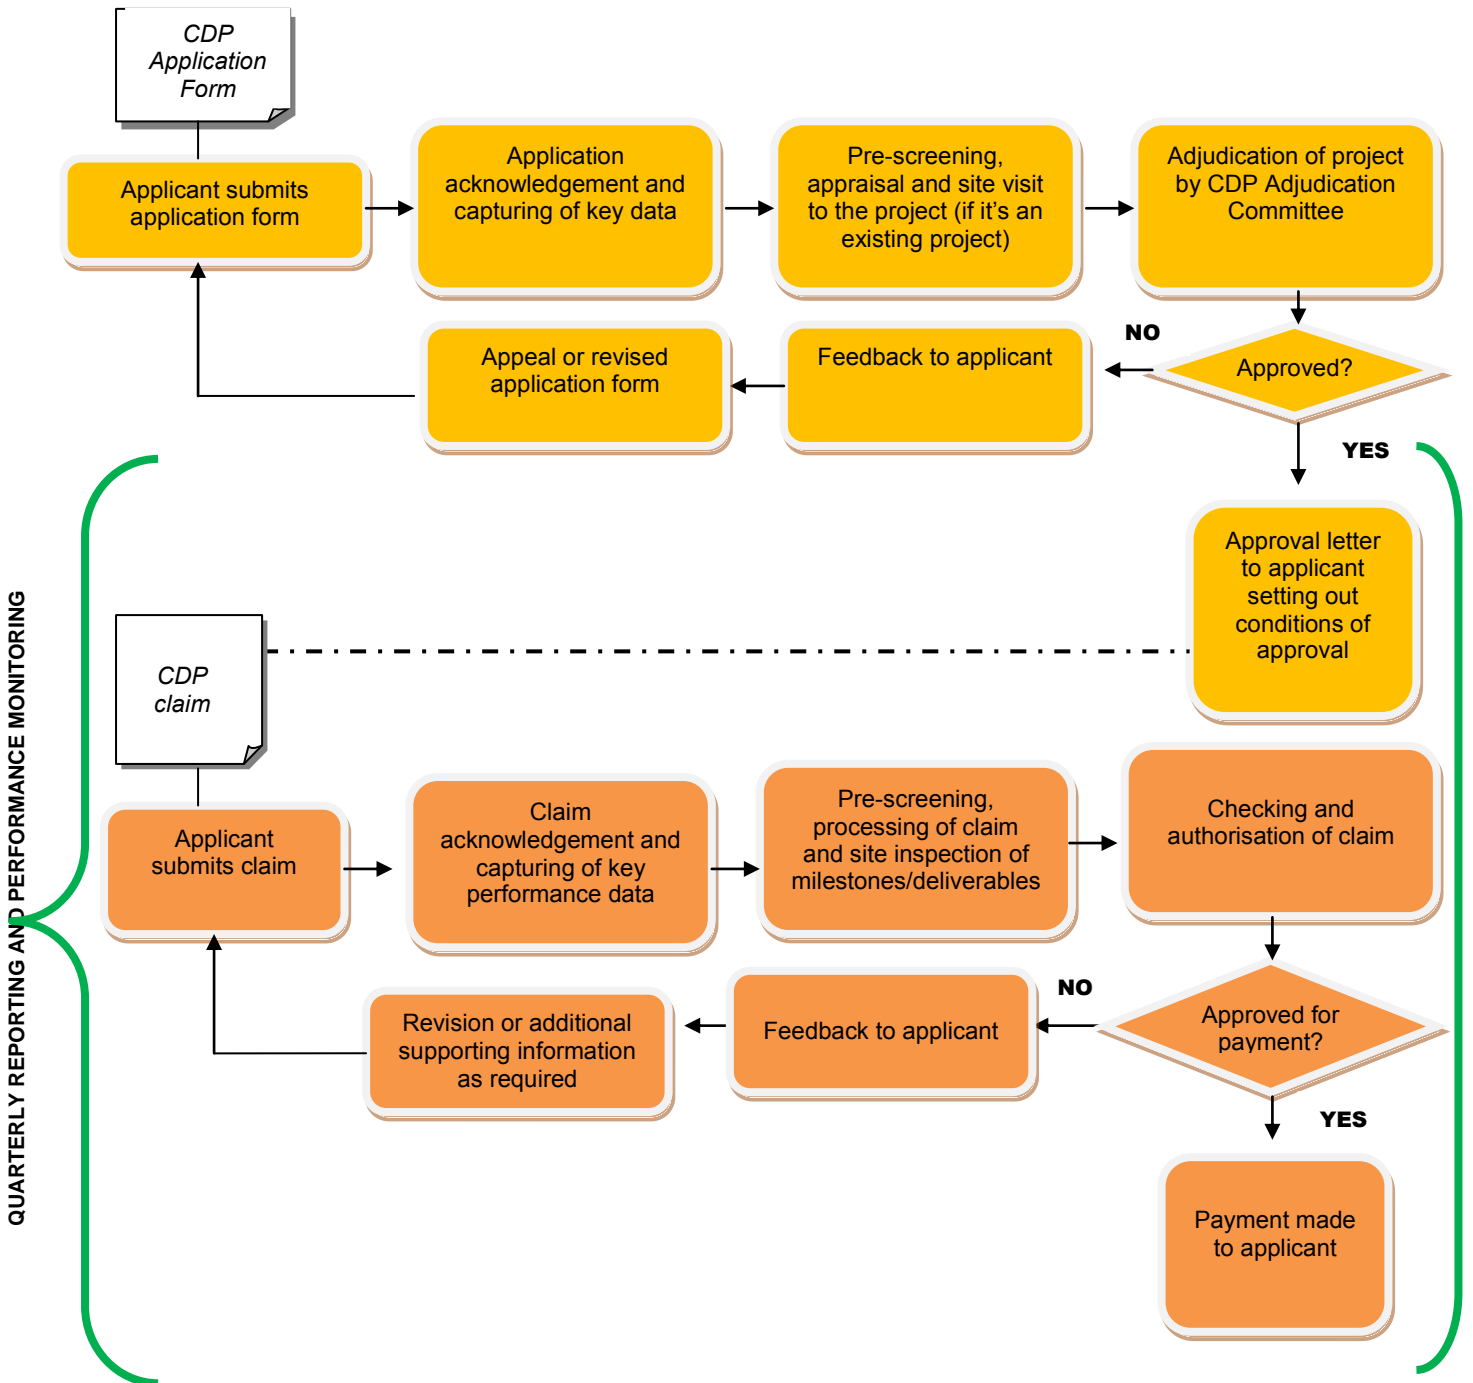 CDP
Application
Form
Applicant submits
application form
Application
acknowledgement and
capturing of key data
Pre-screening,
appraisal and site visit
to the project (if it’s an
existing project)
Adjudication of project
by CDP Adjudication
Committee
Approved?
NO
Feedback to applicant
Appeal or revised
application form
YES
Approval letter
to applicant
setting out
conditions of
approval
QUARTERLY REPORTING AND PERFORMANCE MONITORING
CDP
claim
Applicant
submits claim
Claim
acknowledgement and
capturing of key
performance data
Pre-screening,
processing of claim
and site inspection of
milestones/deliverables
Checking and
authorisation of claim
Approved for
payment?
NO
Feedback to applicant
Revision or additional
supporting information
as required
YES
Payment made
to applicant